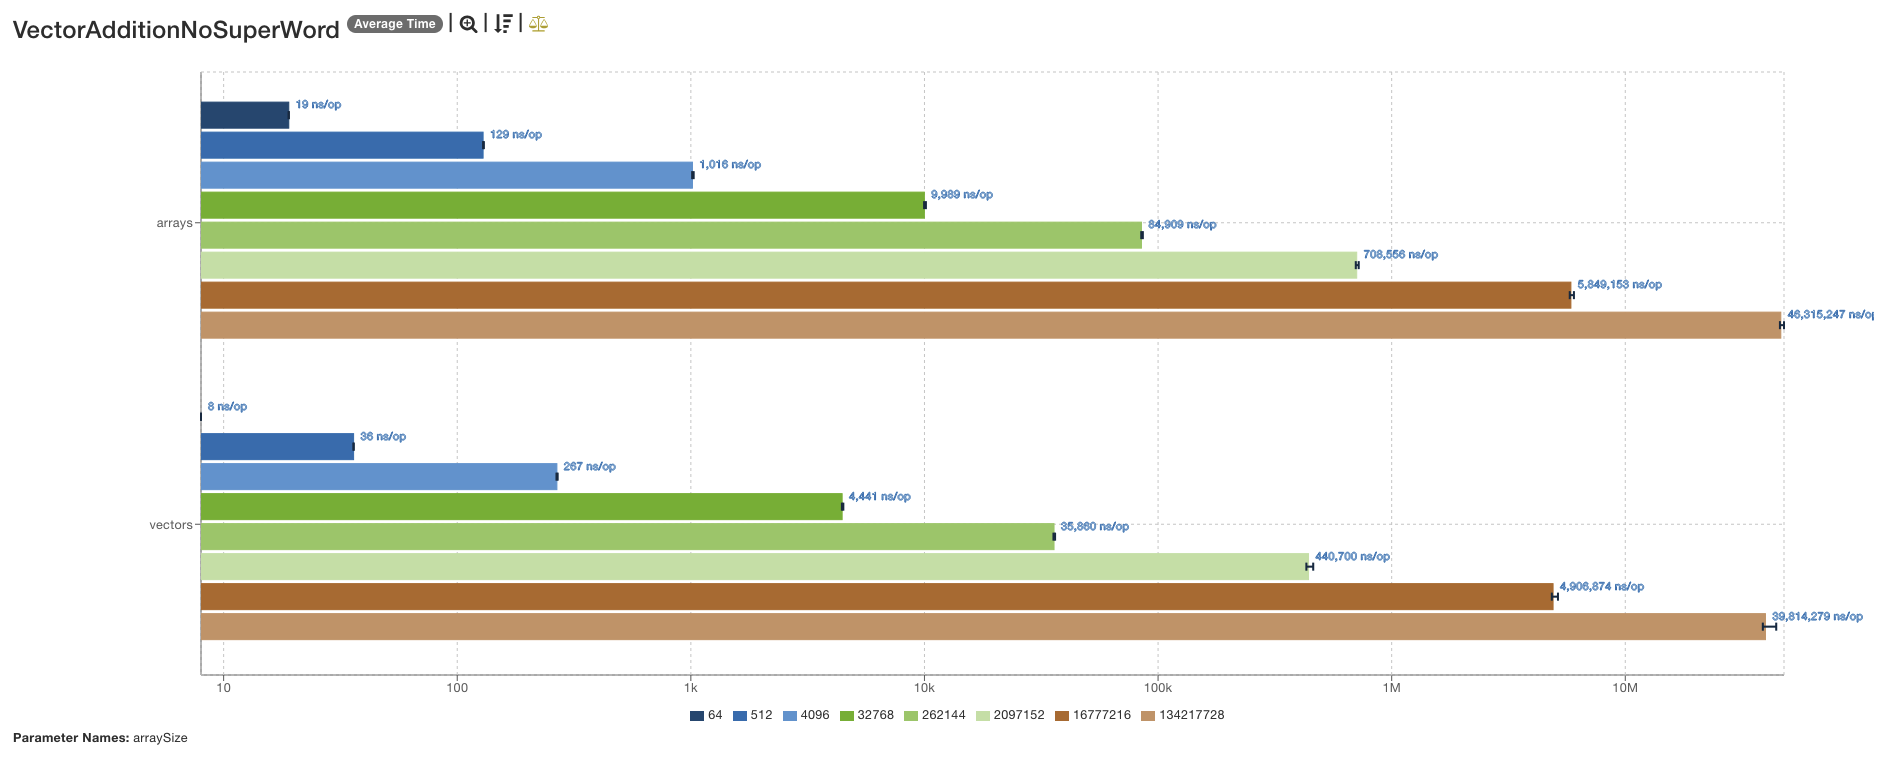 VectorAdditionNoSuperWord Average Time
19 ns/op
129 ns/op
1,016 ns/op
9,989 ns/op
arrays
84,909 ns/op
708,556 ns/op
5,849,153 ns/op
46,315,247 ns/op
8 ns/op
36 ns/op
267 ns/op
4,441 ns/op
vectors
35,860 ns/op
440,700 ns/op
4,906,874 ns/op
39,814,279 ns/op
10 100 1k 10k 100k 1M 10M
64 512 4096 32768 262144 2097152 16777216 134217728
Parameter Names: arraySize